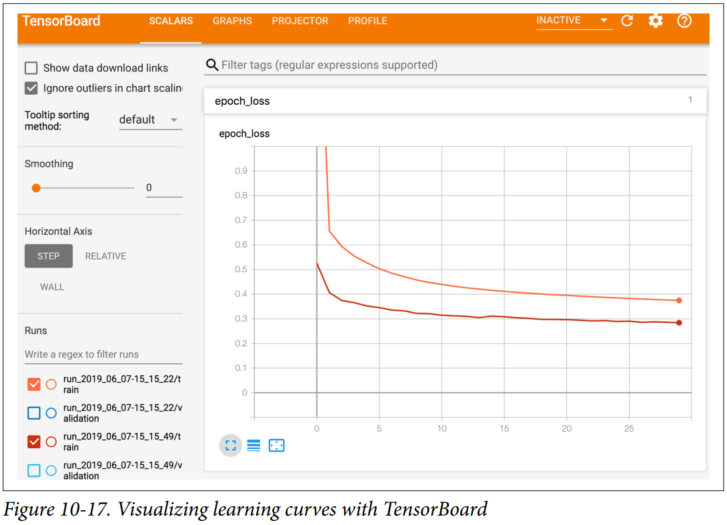 TensorBoard SCALARS GRAPHS PROJECTOR PROFILE INACTIVE
Show data download links
Ignore outliers in chart scalin
Tooltip sorting
method:
default
Smoothing
0
Horizontal Axis
STEP RELATIVE
WALL
Runs
Write a regex to filter runs
run_2019_06_07-15_15_22/t
rain
run_2019_06_07-15_15_22/v
alidation
run_2019_06_07-15_15_49/t
rain
run_2019_06_07-15_15_49/v
alidation
Filter tags (regular expressions supported)
epoch_loss 1
epoch_loss
0.9
0.8
0.7
0.6
0.5
0.4
0.3
0.2
0.1
0
0 5 10 15 20 25
Figure 10-17. Visualizing learning curves with TensorBoard